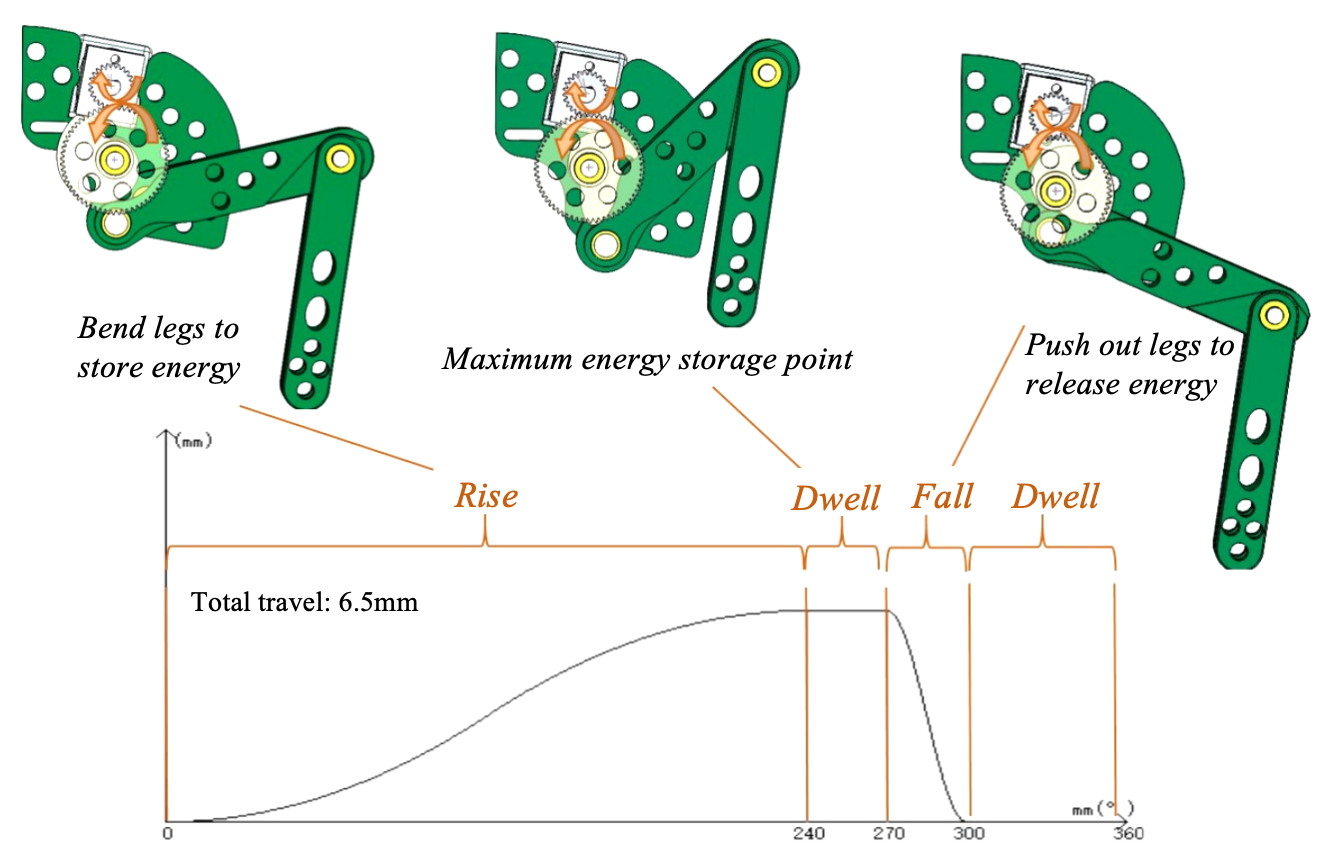 Bend legs to
store energy
Maximum energy storage point
Push out legs to
release energy
(mm)
Rise
Dwell
Fall
Dwell
Total travel: 6.5mm
mm(°)
0
240
270
300
360